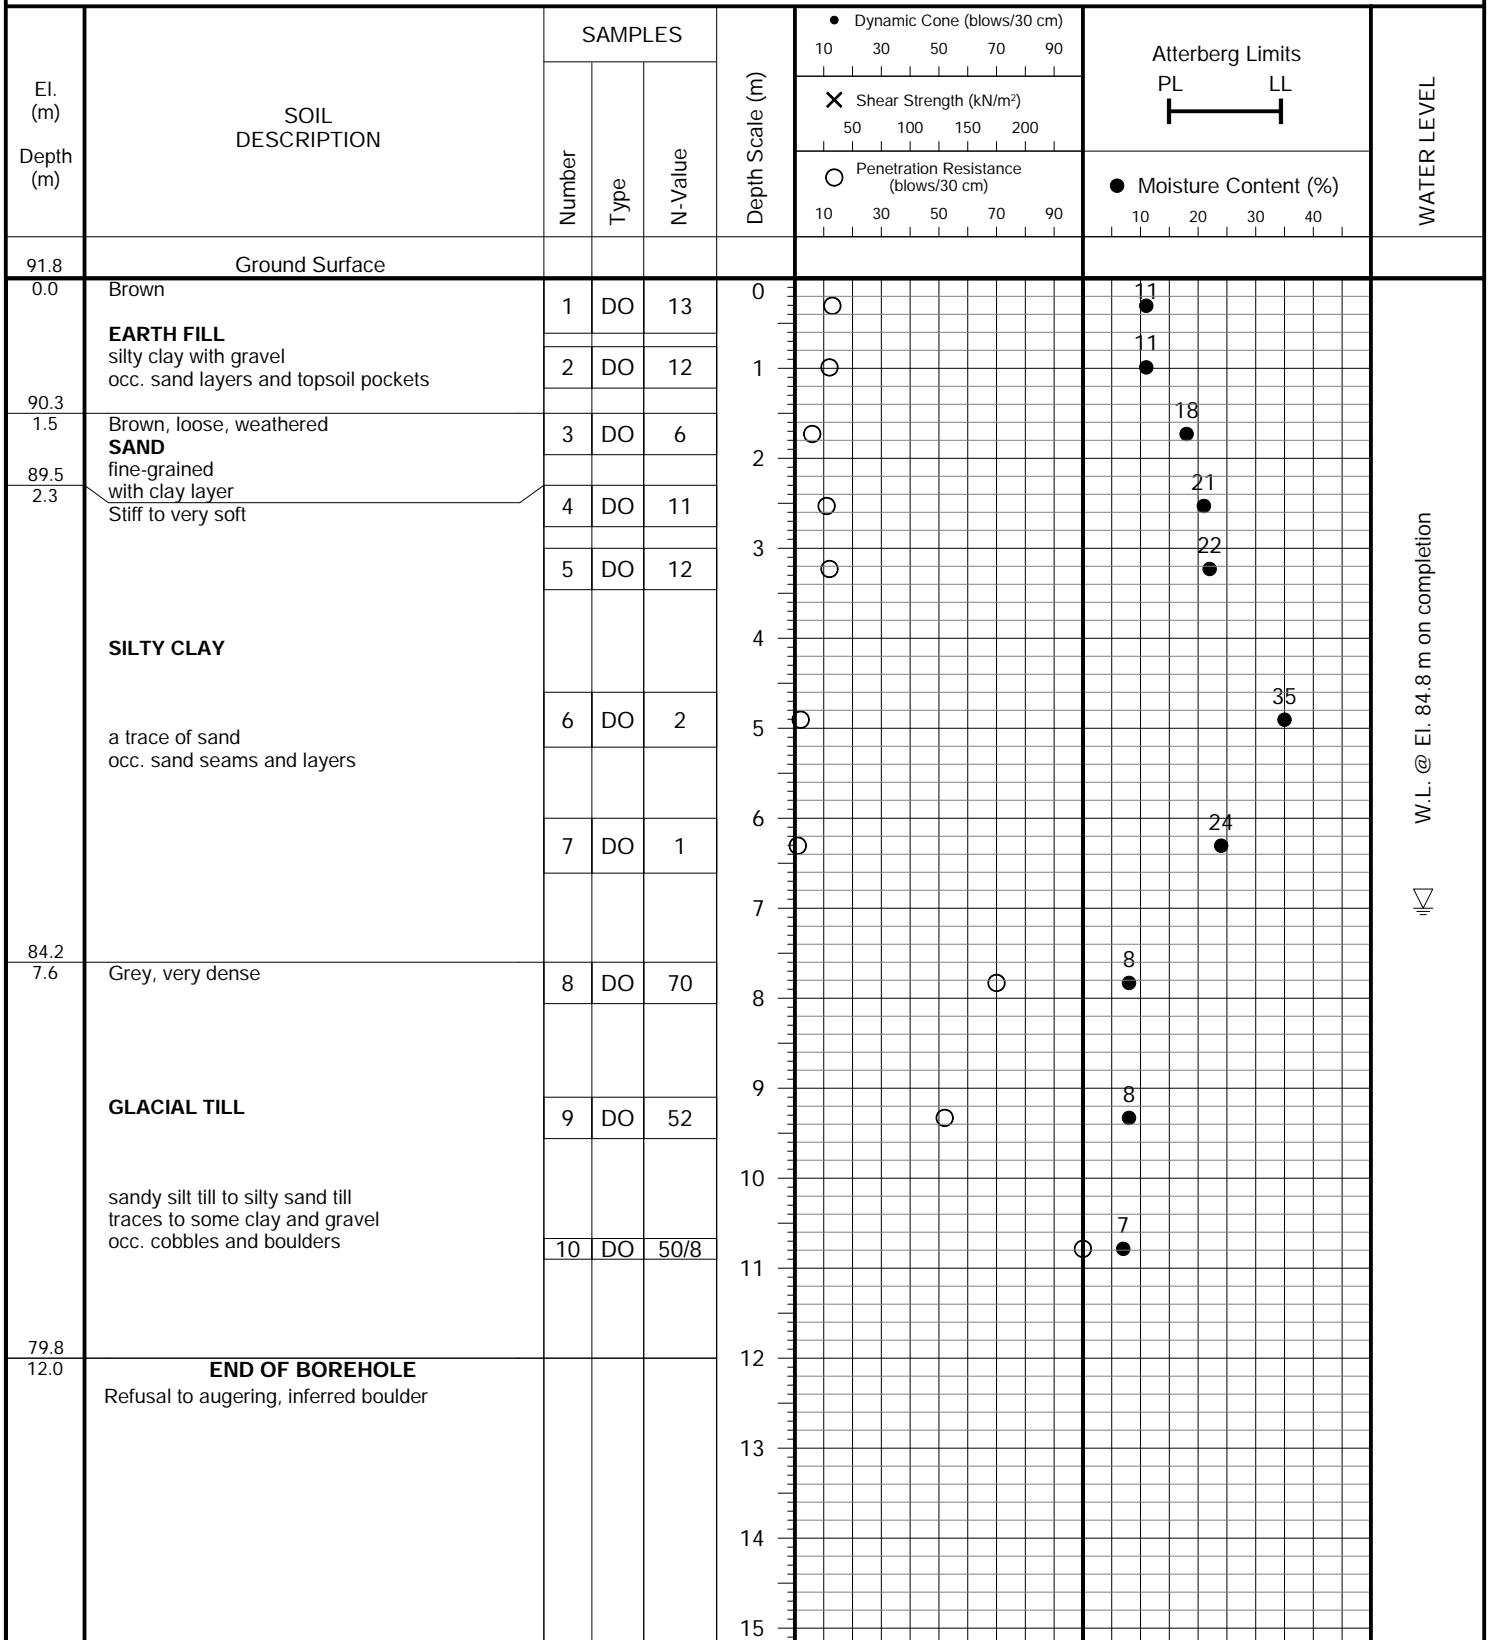 El.
(m)
Depth
(m)
SOIL
DESCRIPTION
SAMPLES
Number
Type
N-Value
Depth Scale (m)
Dynamic Cone (blows/30 cm)
10 30 50 70 90
Shear Strength (kN/m²)
50 100 150 200
Penetration Resistance
(blows/30 cm)
10 30 50 70 90
Atterberg Limits
PL LL
Moisture Content (%)
10 20 30 40
WATER LEVEL
91.8 Ground Surface
0.0 Brown
0
11
1 DO 13
EARTH FILL
silty clay with gravel
occ. sand layers and topsoil pockets
11
2 DO 12
1
90.3
1.5 Brown, loose, weathered
18
3 DO 6
SAND
fine-grained
with clay layer
2
89.5
2.3
21
4 DO 11
Stiff to very soft
3
22
5 DO 12
4
SILTY CLAY
35
6 DO 2
5
a trace of sand
occ. sand seams and layers
6
24
7 DO 1
7
W.L. @ El. 84.8 m on completion
84.2
7.6 Grey, very dense
8
8 DO 70
8
9
8
GLACIAL TILL
9 DO 52
10
sandy silt till to silty sand till
traces to some clay and gravel
occ. cobbles and boulders
7
10 DO 50/8
11
79.8
12
12.0 END OF BOREHOLE
Refusal to augering, inferred boulder
13
14
15